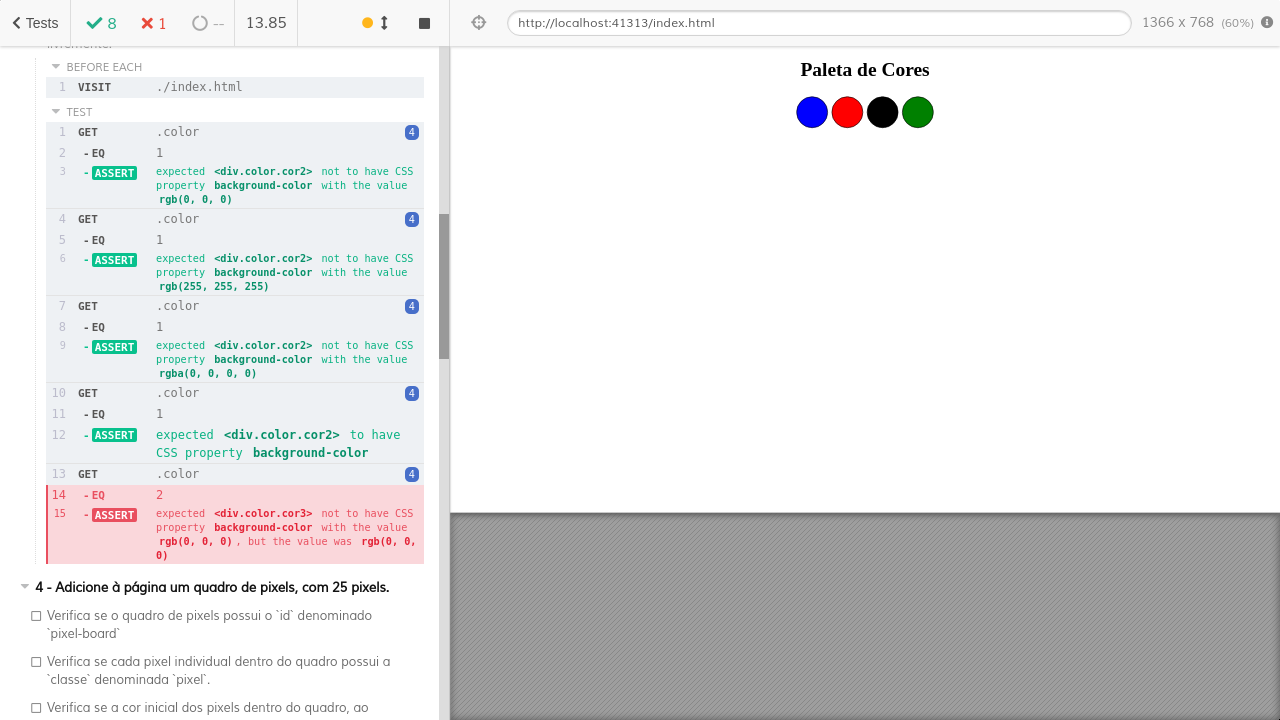 Tests 8 1 -- 13.85
http://localhost:41313/index.html 1366 x 768 (60%)
livremente.
BEFORE EACH
1 VISIT ./index.html
TEST
1 GET .color 4
2 - EQ 1
3 - ASSERT expected <div.color.cor2> not to have CSS
property background-color with the value
rgb(0, 0, 0)
4 GET .color 4
5 - EQ 1
6 - ASSERT expected <div.color.cor2> not to have CSS
property background-color with the value
rgb(255, 255, 255)
7 GET .color 4
8 - EQ 1
9 - ASSERT expected <div.color.cor2> not to have CSS
property background-color with the value
rgba(0, 0, 0, 0)
10 GET .color 4
11 - EQ 1
12 - ASSERT expected <div.color.cor2> to have
CSS property background-color
13 GET .color 4
14 - EQ 2
15 - ASSERT expected <div.color.cor3> not to have CSS
property background-color with the value
rgb(0, 0, 0), but the value was rgb(0, 0,
0)
4 - Adicione à página um quadro de pixels, com 25 pixels.
Verifica se o quadro de pixels possui o `id` denominado
`pixel-board`
Verifica se cada pixel individual dentro do quadro possui a
`classe` denominada `pixel`.
Verifica se a cor inicial dos pixels dentro do quadro, ao
Paleta de Cores